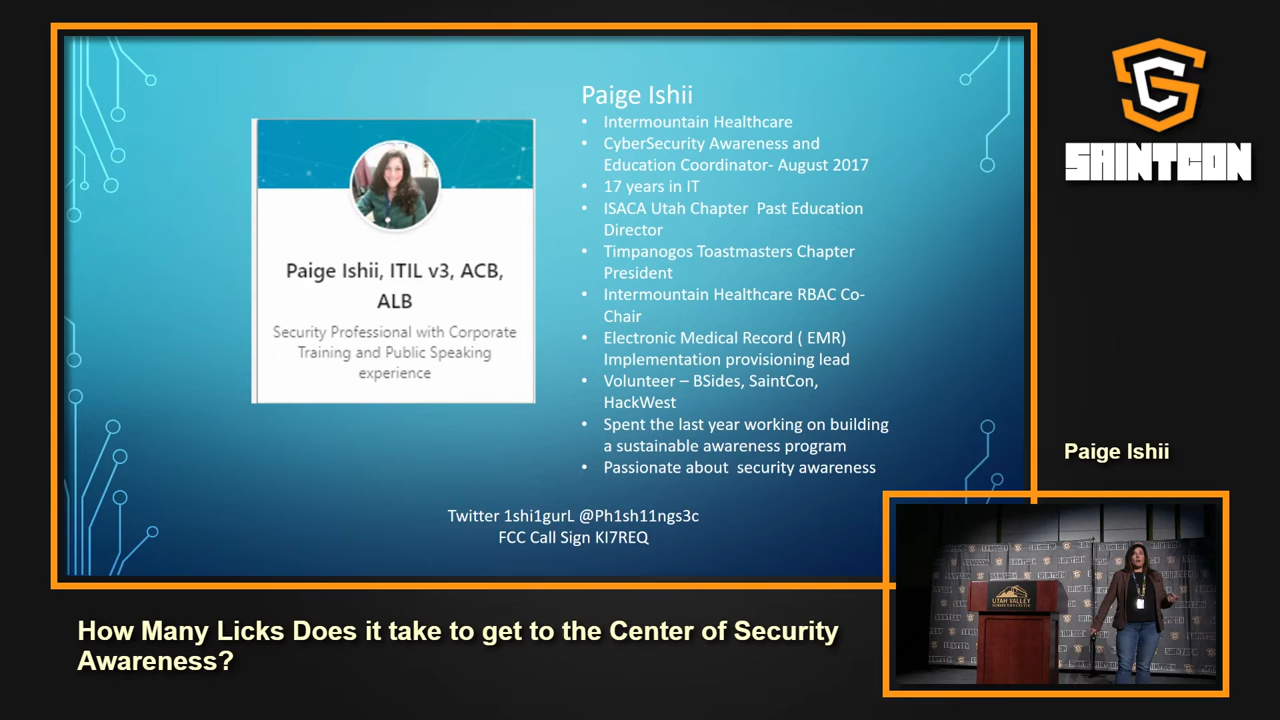 Paige Ishii
• Intermountain Healthcare
• CyberSecurity Awareness and
Education Coordinator- August 2017
• 17 years in IT
• ISACA Utah Chapter  Past Education
Director
• Timpanogos Toastmasters Chapter
President
• Intermountain Healthcare RBAC Co-
Chair
• Electronic Medical Record ( EMR)
Implementation provisioning lead
• Volunteer – BSides, SaintCon,
HackWest
• Spent the last year working on building
a sustainable awareness program
• Passionate about  security awareness
Paige Ishii, ITIL v3, ACB,
ALB
Security Professional with Corporate
Training and Public Speaking
experience
Twitter 1shi1gurL @Ph1sh11ngs3c
FCC Call Sign KI7REQ
SAINTCON
Paige Ishii
UTAH VALLEY
How Many Licks Does it take to get to the Center of Security
Awareness?